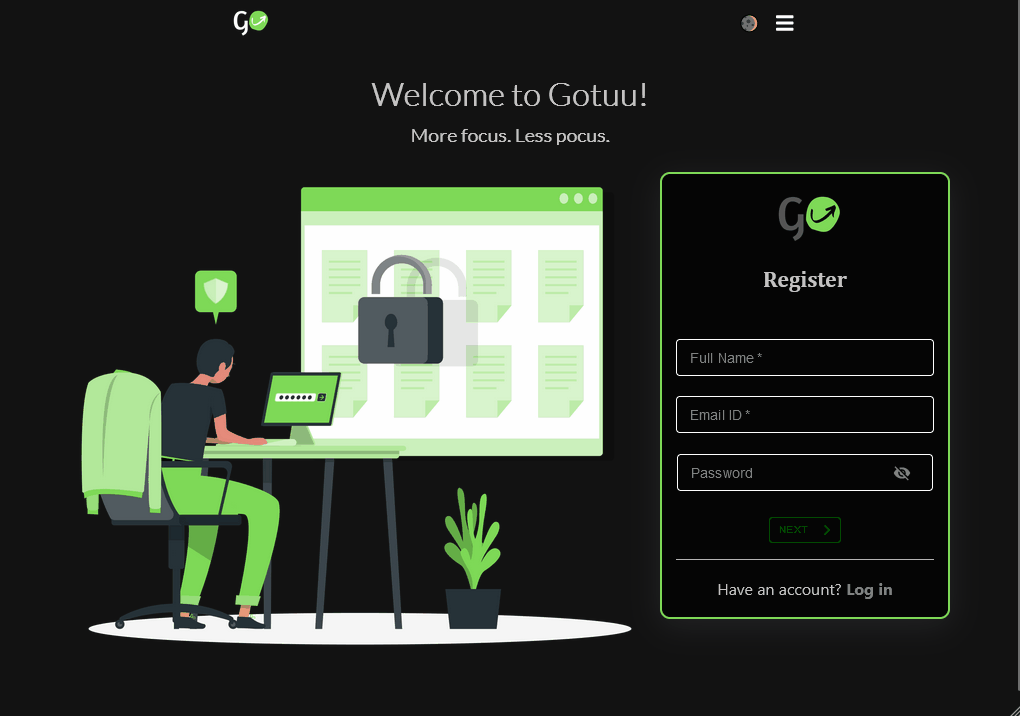 go
Welcome to Gotuu!
More focus. Less pocus.
go
Register
Full Name *
Email ID *
Password
NEXT
Have an account? Log in